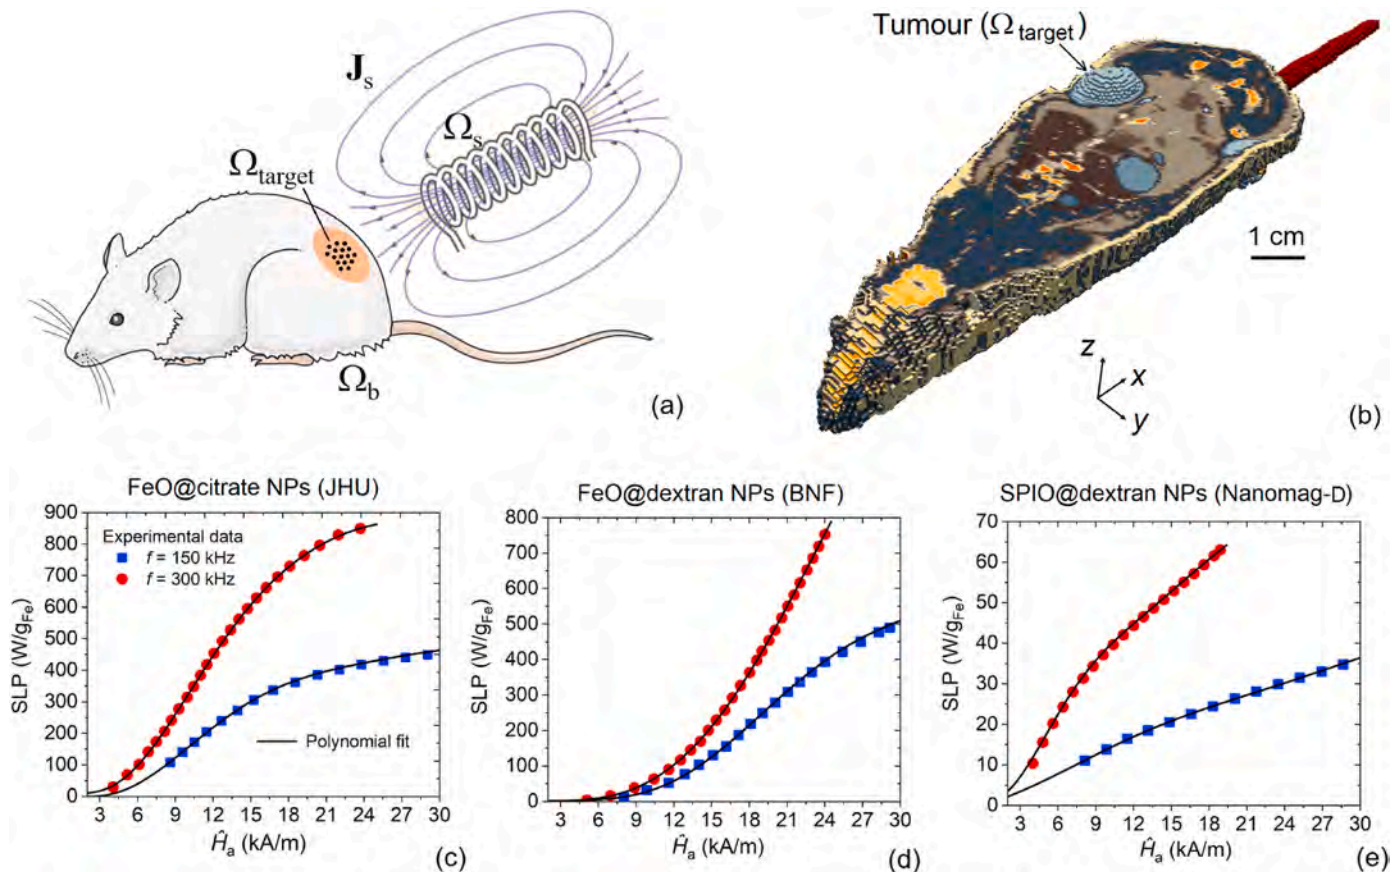 J_s
Ω_s
Ω_target
Ω_b
(a)
Tumour (Ω_target)
1 cm
z
x
y
(b)
FeO@citrate NPs (JHU)
SLP (W/g_Fe)
900
800
700
600
500
400
300
200
100
0
Experimental data
f = 150 kHz
f = 300 kHz
Polynomial fit
3 6 9 12 15 18 21 24 27 30
Ĥ_a (kA/m)
(c)
FeO@dextran NPs (BNF)
SLP (W/g_Fe)
800
700
600
500
400
300
200
100
0
3 6 9 12 15 18 21 24 27 30
Ĥ_a (kA/m)
(d)
SPIO@dextran NPs (Nanomag-D)
SLP (W/g_Fe)
70
60
50
40
30
20
10
0
3 6 9 12 15 18 21 24 27 30
Ĥ_a (kA/m)
(e)